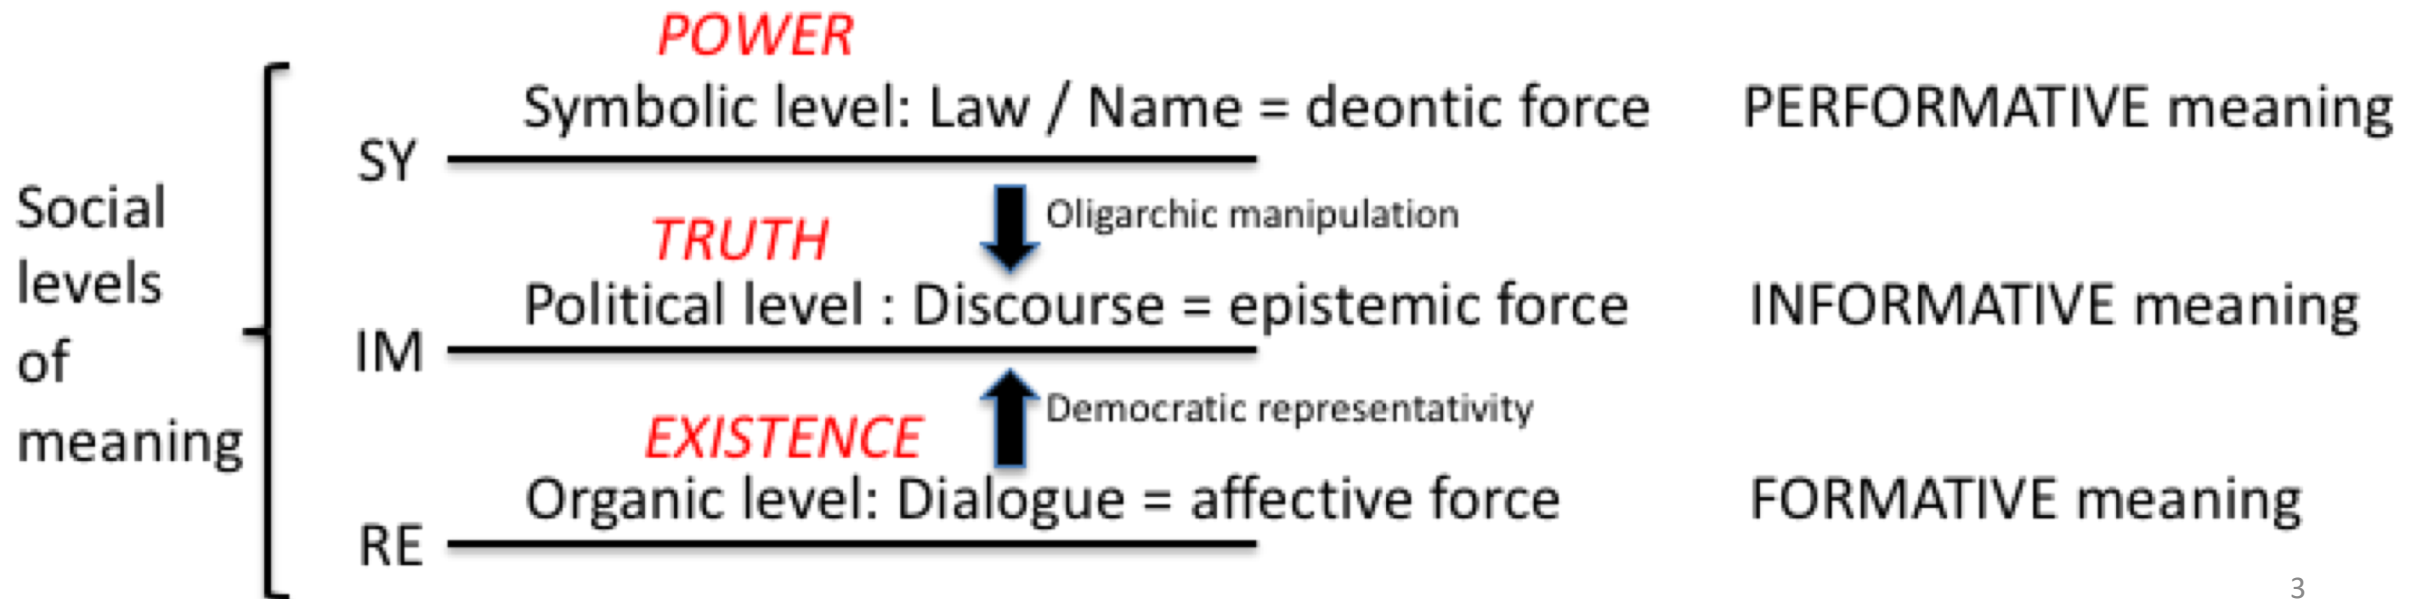 POWER
Symbolic level: Law / Name = deontic force
PERFORMATIVE meaning
SY
Oligarchic manipulation
Social
levels
of
meaning
TRUTH
Political level : Discourse = epistemic force
INFORMATIVE meaning
IM
Democratic representativity
EXISTENCE
Organic level: Dialogue = affective force
FORMATIVE meaning
RE
3